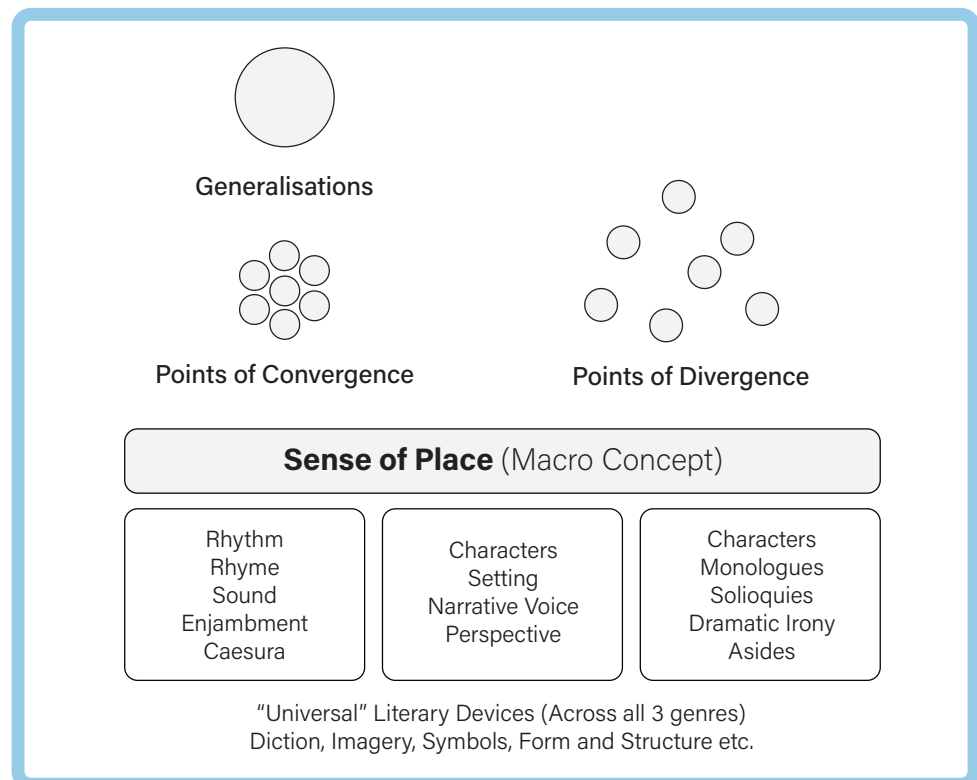 Generalisations
Points of Convergence
Points of Divergence
Sense of Place (Macro Concept)
Rhythm
Rhyme
Sound
Enjambment
Caesura
Characters
Setting
Narrative Voice
Perspective
Characters
Monologues
Solioquies
Dramatic Irony
Asides
“Universal” Literary Devices (Across all 3 genres)
Diction, Imagery, Symbols, Form and Structure etc.